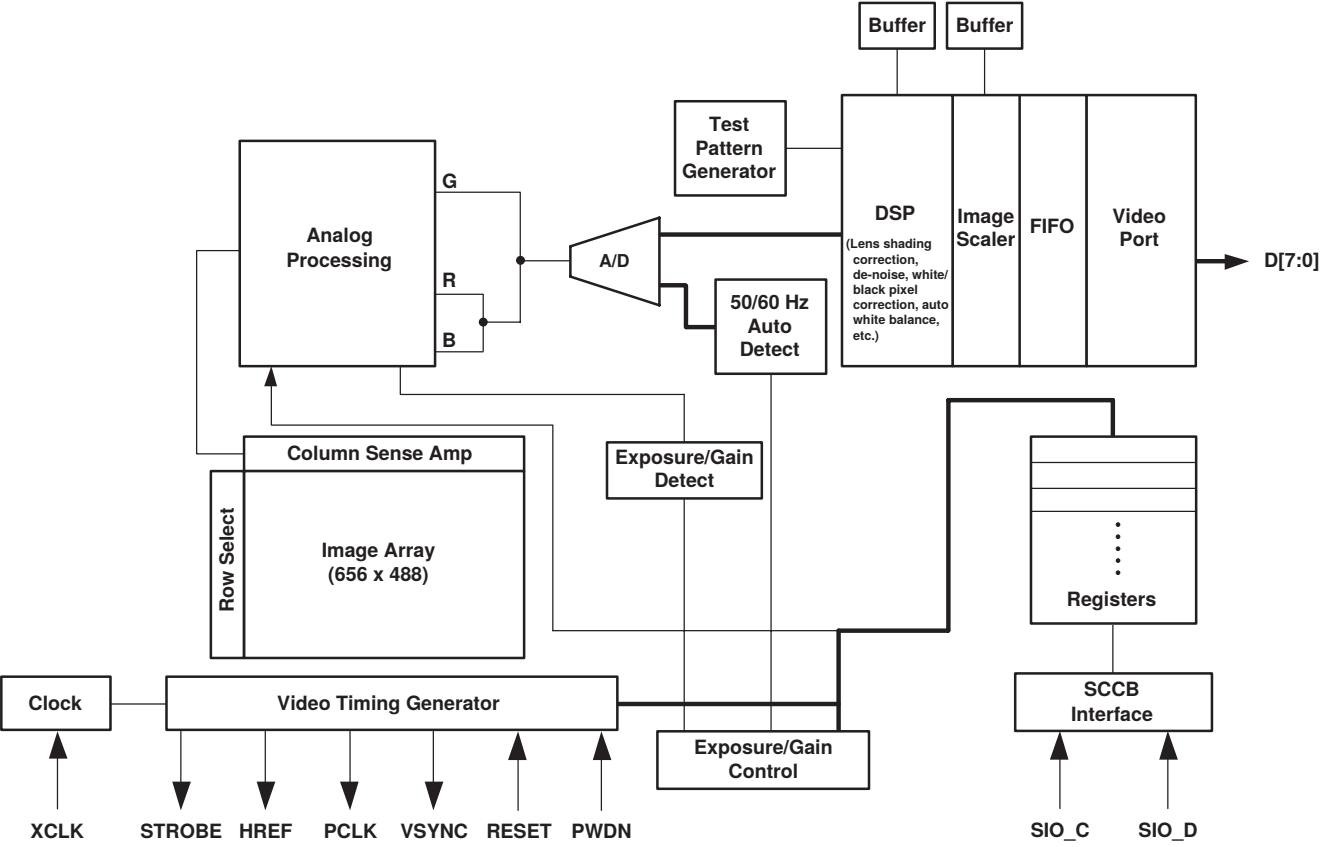 Buffer
Buffer
Test
Pattern
Generator
DSP
(Lens shading
correction,
de-noise, white/
black pixel
correction, auto
white balance,
etc.)
Image
Scaler
FIFO
Video
Port
D[7:0]
Analog
Processing
G
R
B
A/D
50/60 Hz
Auto
Detect
Column Sense Amp
Row Select
Image Array
(656 x 488)
Exposure/Gain
Detect
Registers
Clock
Video Timing Generator
Exposure/Gain
Control
SCCB
Interface
XCLK
STROBE
HREF
PCLK
VSYNC
RESET
PWDN
SIO_C
SIO_D